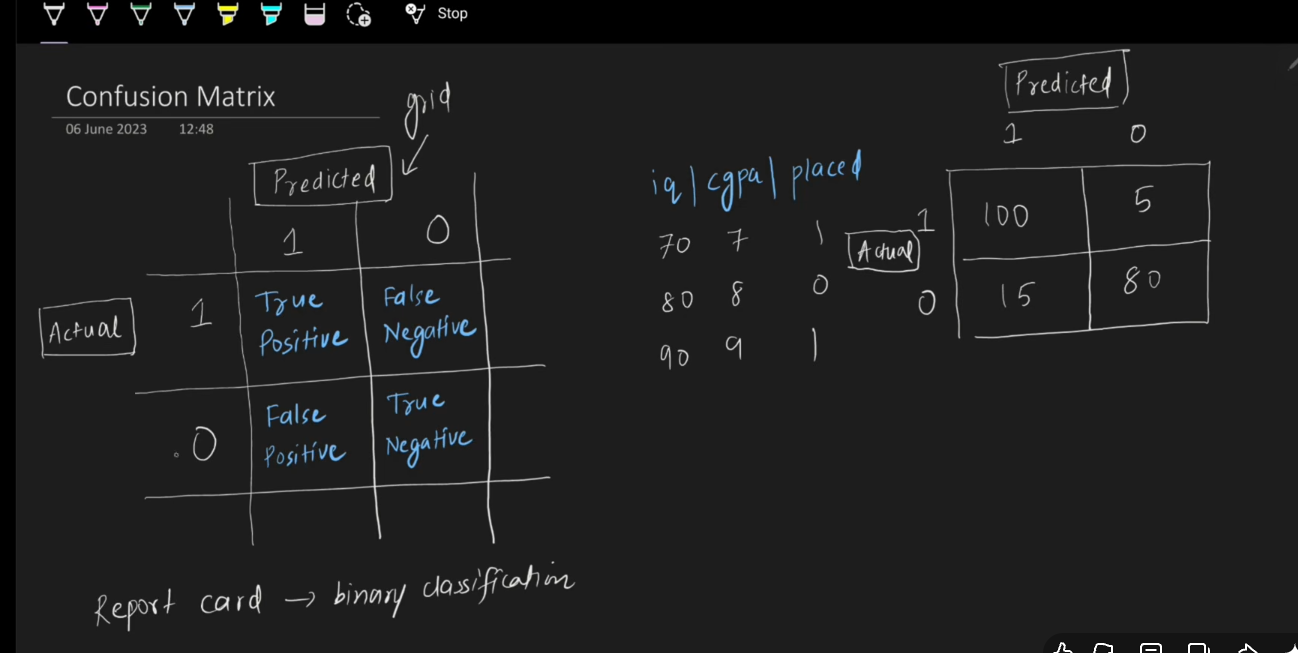 Stop
Confusion Matrix
06 June 2023 12:48
grid
Predicted
1 0
Actual
1 True Positive False Negative
0 False Positive True Negative
Report card → binary classification
iq | cgpa | placed
70 7 1
80 8 0
90 9 1
Predicted
1 0
Actual
1 100 5
0 15 80